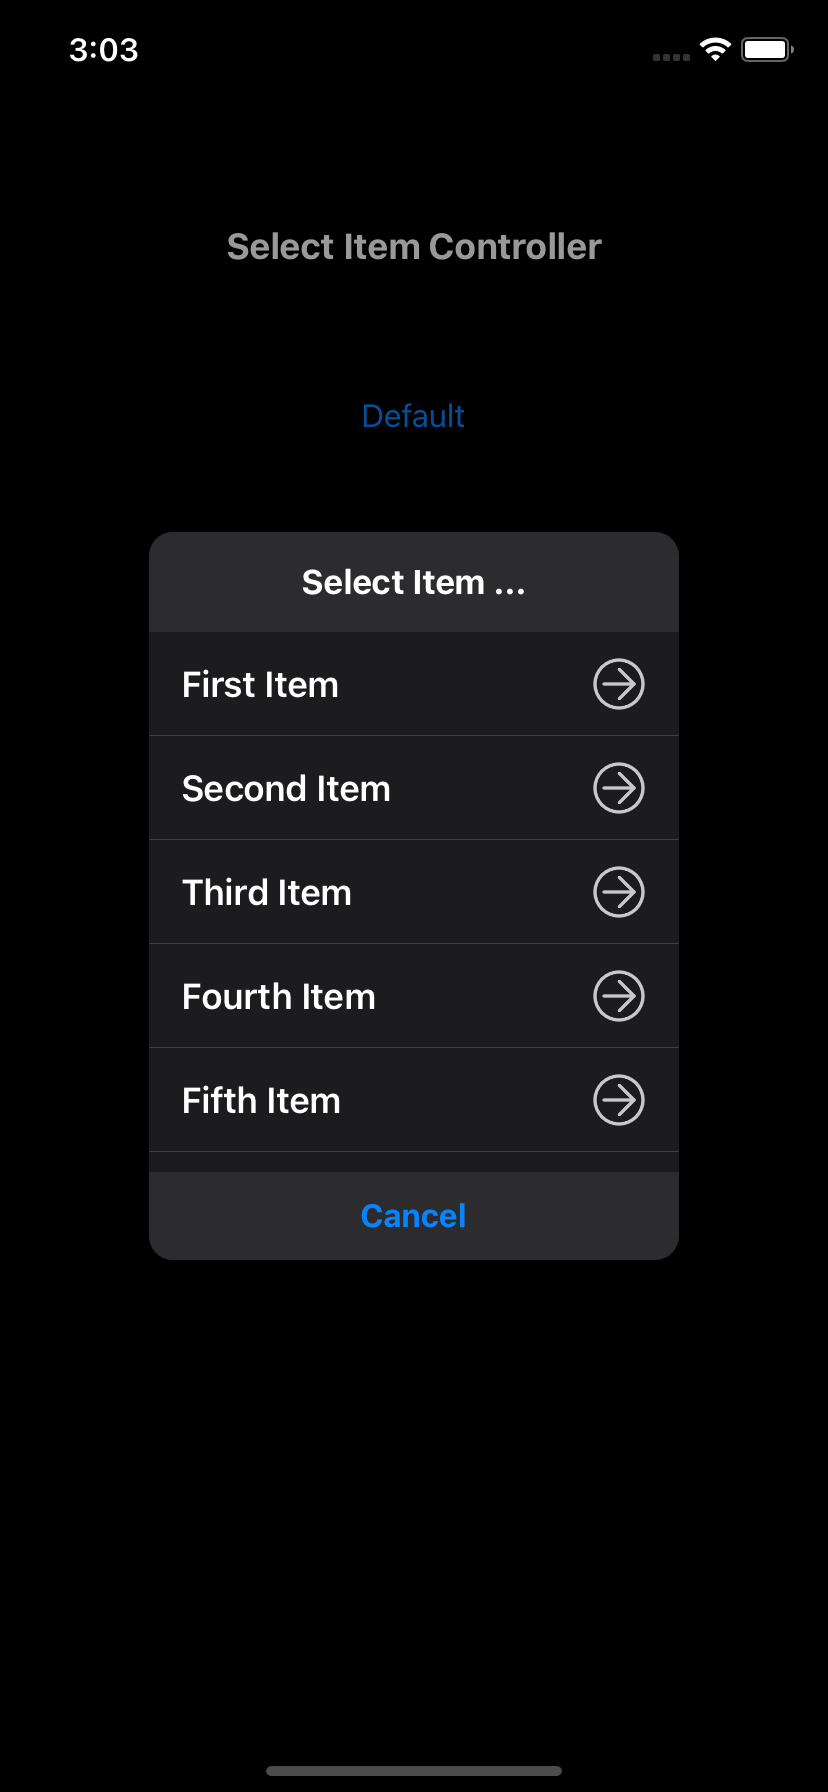 3:03
Select Item Controller
Default
Select Item ...
First Item
Second Item
Third Item
Fourth Item
Fifth Item
Cancel